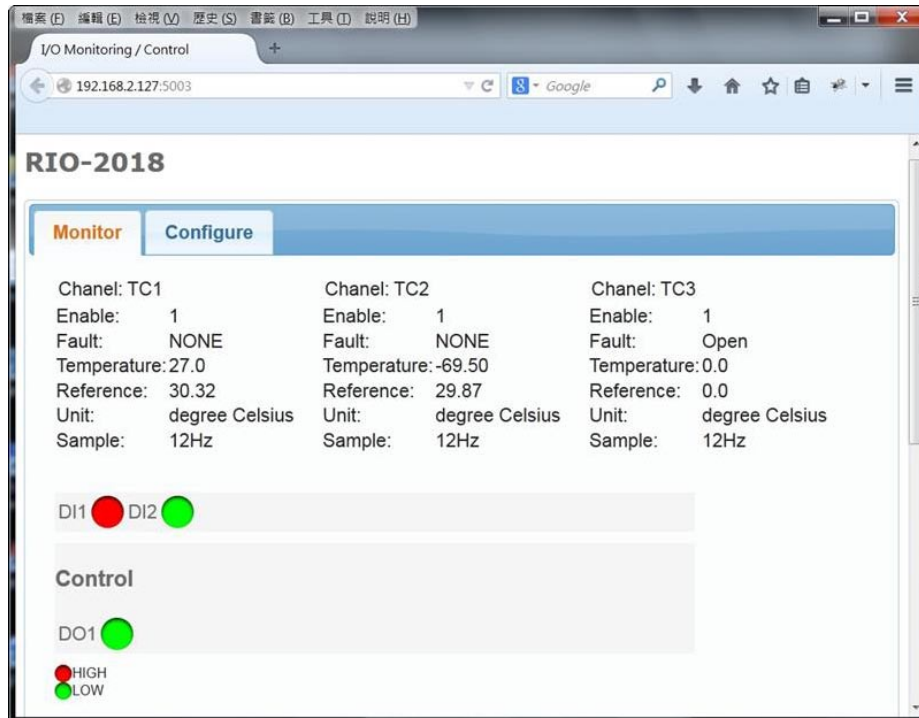 檔案(F) 編輯(E) 檢視(V) 歷史(S) 書籤(B) 工具(T) 說明(H)
I/O Monitoring / Control
192.168.2.127:5003 Google
RIO-2018
Monitor Configure
Chanel: TC1 Chanel: TC2 Chanel: TC3
Enable: 1 Enable: 1 Enable: 1
Fault: NONE Fault: NONE Fault: Open
Temperature: 27.0 Temperature: -69.50 Temperature: 0.0
Reference: 30.32 Reference: 29.87 Reference: 0.0
Unit: degree Celsius Unit: degree Celsius Unit: degree Celsius
Sample: 12Hz Sample: 12Hz Sample: 12Hz
DI1 DI2
Control
DO1
HIGH
LOW